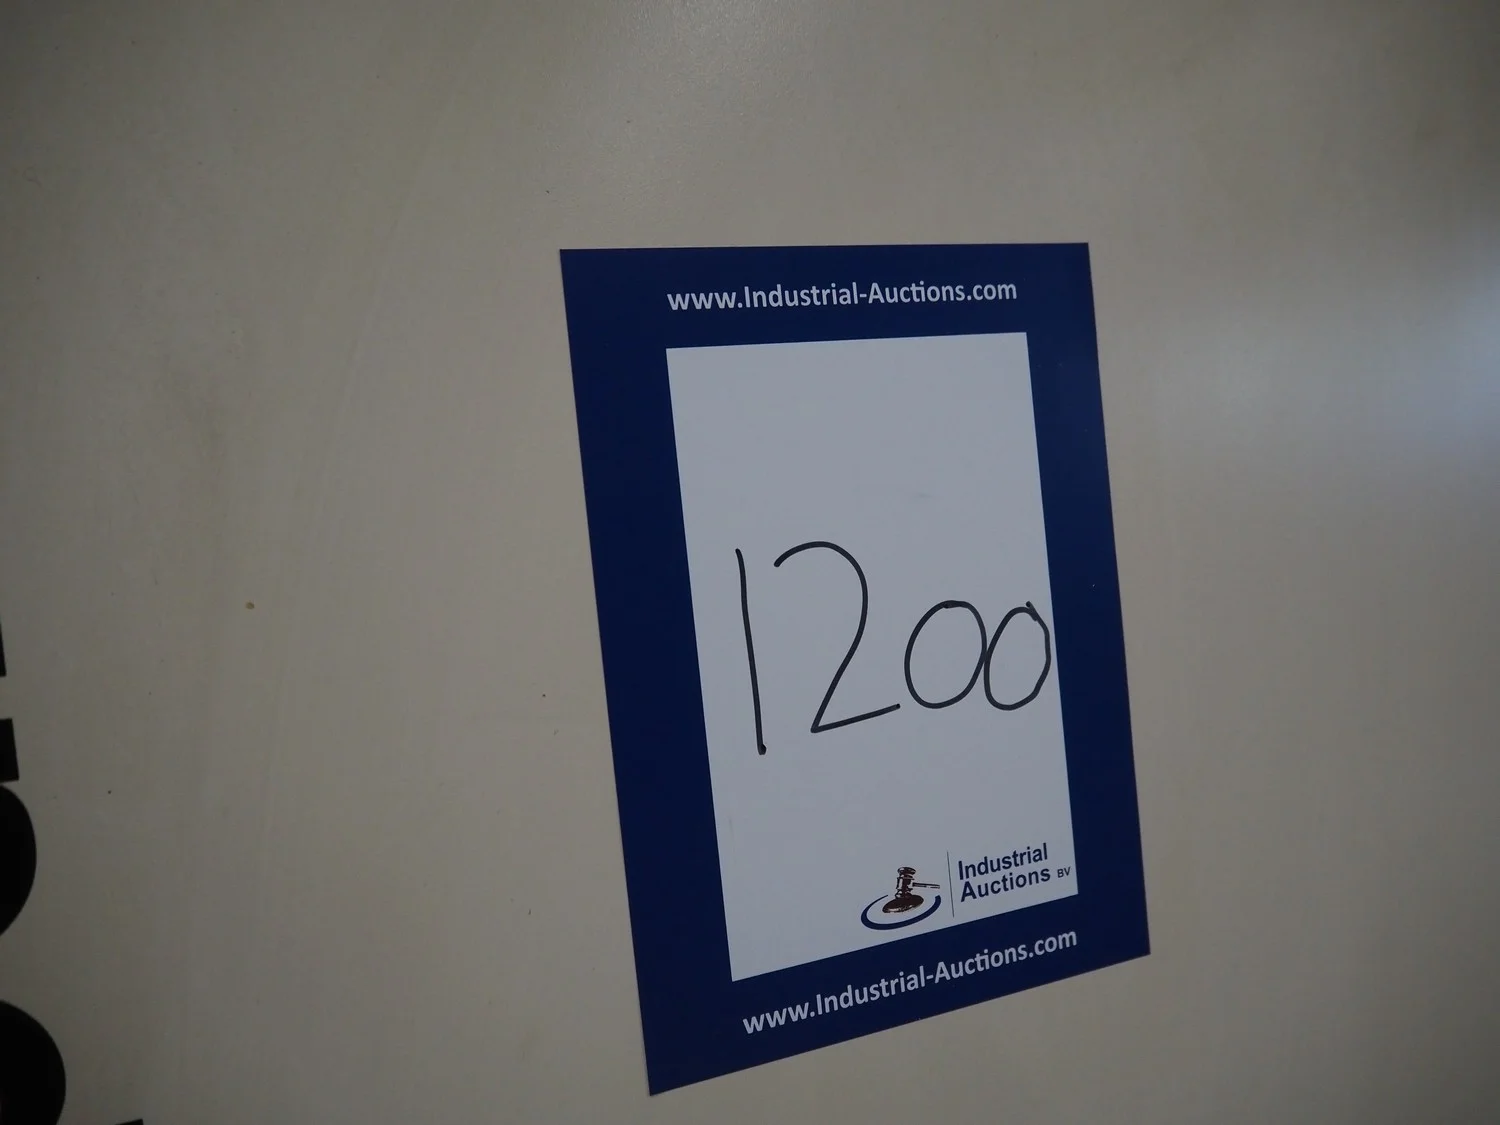 www.Industrial-Auctions.com
1200
Industrial
Auctions BV
www.Industrial-Auctions.com